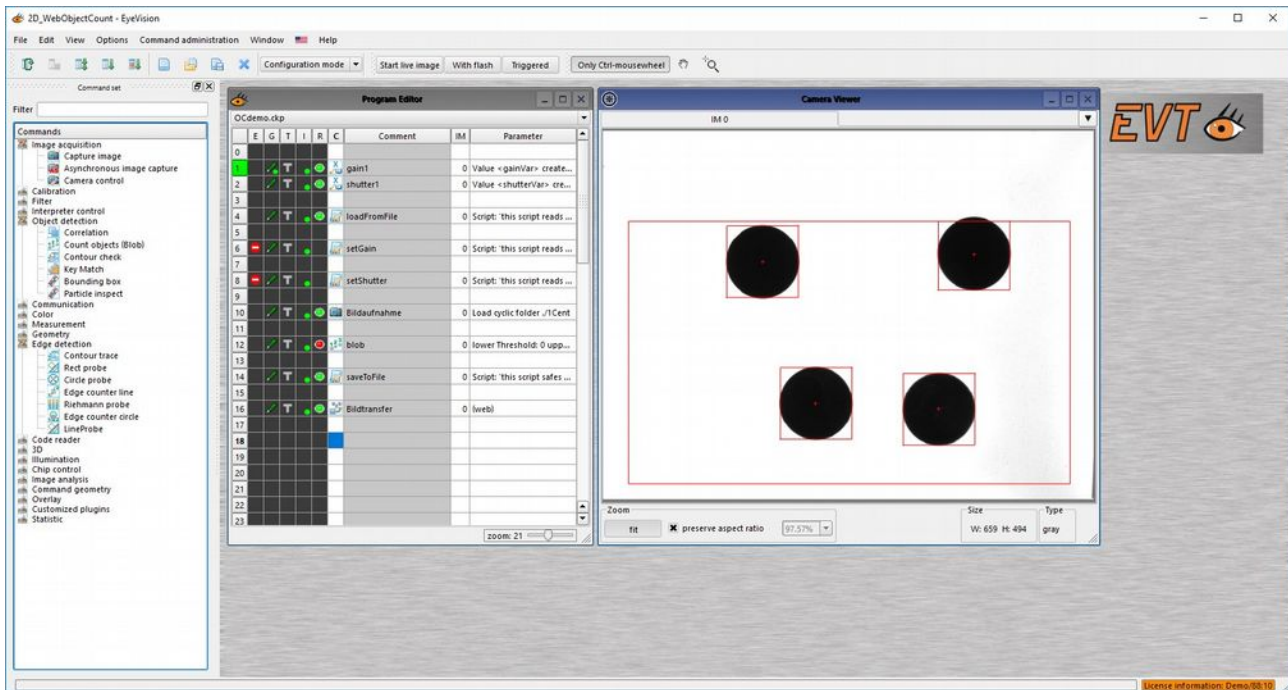 2D_WebObjectCount - EyeVision
File Edit View Options Command administration Window Help
Configuration mode Start live image With flash Triggered Only Ctrl-mousewheel
Command set
Filter
Commands
Image acquisition
Capture image
Asynchronous image capture
Camera control
Calibration
Filter
Interpreter control
Object detection
Correlation
Count objects (Blob)
Contour check
Key Match
Bounding box
Particle inspect
Communication
Color
Measurement
Geometry
Edge detection
Contour trace
Rect probe
Circle probe
Edge counter line
Riehmann probe
Edge counter circle
LineProbe
Code reader
3D
Illumination
Chip control
Image analysis
Command geometry
Overlay
Customized plugins
Statistic
Program Editor
OCdemo.ckp
E G T I R C Comment IM Parameter
0
1 T gain1 0 Value <gainVar> create...
2 T shutter1 0 Value <shutterVar> cre...
3
4 T loadFromFile 0 Script: 'this script reads ...
5
6 T setGain 0 Script: 'this script reads ...
7
8 T setShutter 0 Script: 'this script reads ...
9
10 T Bildaufnahme 0 Load cyclic folder ./1Cent
11
12 T blob 0 lower Threshold: 0 upp...
13
14 T saveToFile 0 Script: 'this script safes ...
15
16 T Bildtransfer 0 (web)
17
18
19
20
21
22
23
zoom: 21
Camera Viewer
IM 0
Zoom
fit preserve aspect ratio 97.57%
Size
W: 659 H: 494
Type
gray
EVT
License information: Demo/88:10